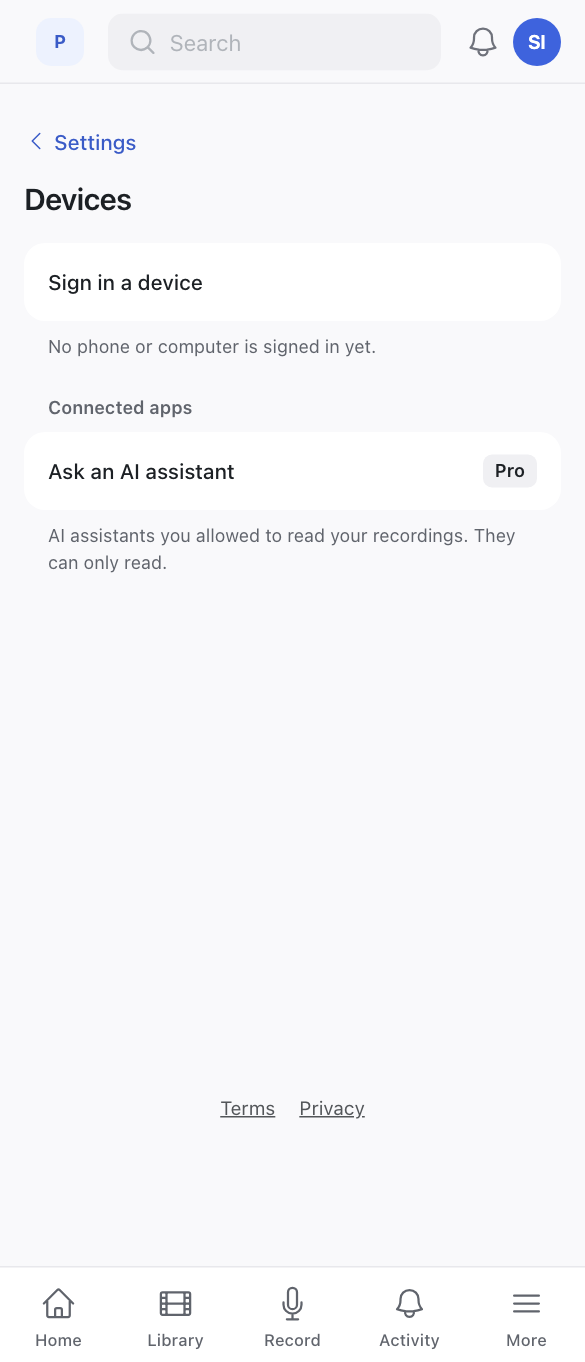 P
Search
SI
Settings
Devices
Sign in a device
No phone or computer is signed in yet.
Connected apps
Ask an AI assistant
Pro
AI assistants you allowed to read your recordings. They
can only read.
Terms
Privacy
Home
Library
Record
Activity
More